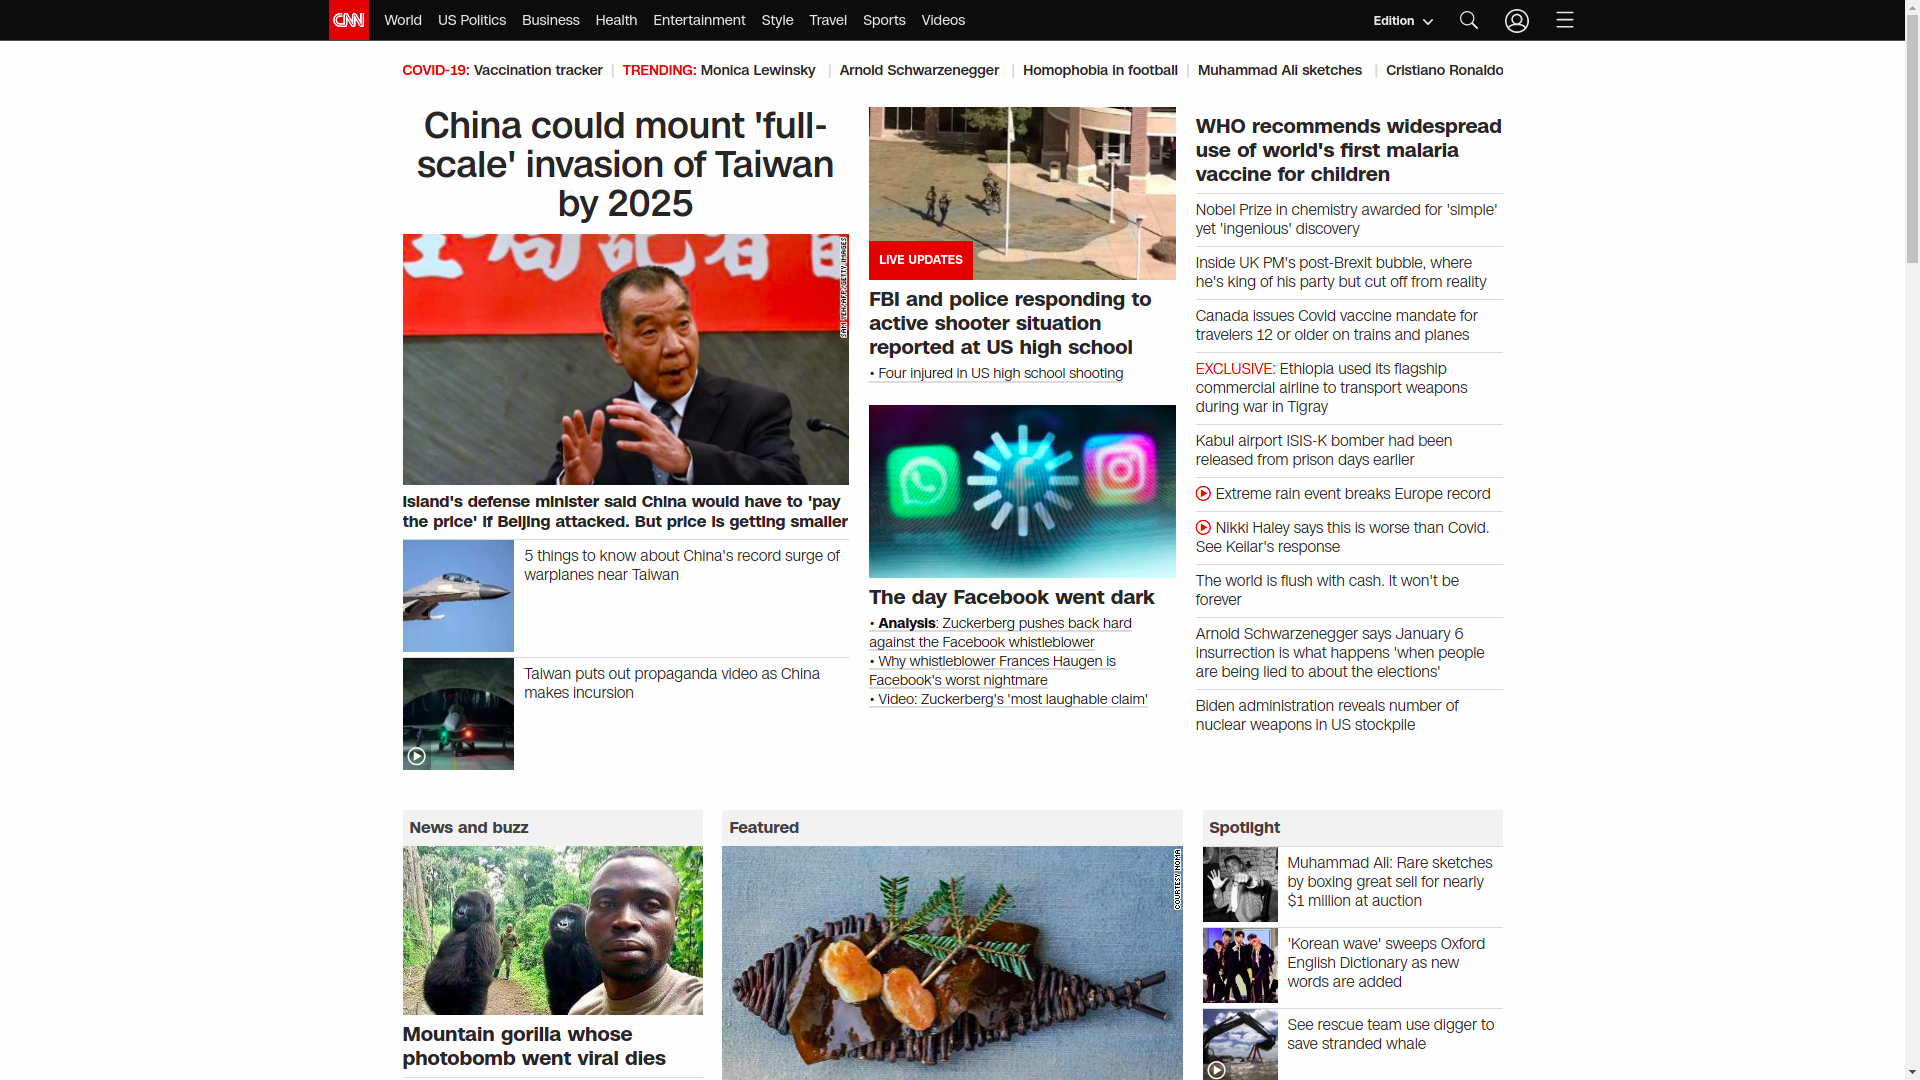 CNN World US Politics Business Health Entertainment Style Travel Sports Videos Edition
COVID-19: Vaccination tracker TRENDING: Monica Lewinsky Arnold Schwarzenegger Homophobia in football Muhammad Ali sketches Cristiano Ronaldo
China could mount 'full-
scale' invasion of Taiwan
by 2025
全局記者
SAM YEH/AFP/GETTY IMAGES
Island's defense minister said China would have to 'pay
the price' if Beijing attacked. But price is getting smaller
5 things to know about China's record surge of
warplanes near Taiwan
Taiwan puts out propaganda video as China
makes incursion
LIVE UPDATES
FBI and police responding to
active shooter situation
reported at US high school
• Four injured in US high school shooting
The day Facebook went dark
• Analysis: Zuckerberg pushes back hard
against the Facebook whistleblower
• Why whistleblower Frances Haugen is
Facebook's worst nightmare
• Video: Zuckerberg's 'most laughable claim'
WHO recommends widespread
use of world's first malaria
vaccine for children
Nobel Prize in chemistry awarded for 'simple'
yet 'ingenious' discovery
Inside UK PM's post-Brexit bubble, where
he's king of his party but cut off from reality
Canada issues Covid vaccine mandate for
travelers 12 or older on trains and planes
EXCLUSIVE: Ethiopia used its flagship
commercial airline to transport weapons
during war in Tigray
Kabul airport ISIS-K bomber had been
released from prison days earlier
Extreme rain event breaks Europe record
Nikki Haley says this is worse than Covid.
See Keilar's response
The world is flush with cash. It won't be
forever
Arnold Schwarzenegger says January 6
insurrection is what happens 'when people
are being lied to about the elections'
Biden administration reveals number of
nuclear weapons in US stockpile
News and buzz
Mountain gorilla whose
photobomb went viral dies
Featured
COURTESY NOMA
Spotlight
Muhammad Ali: Rare sketches
by boxing great sell for nearly
$1 million at auction
'Korean wave' sweeps Oxford
English Dictionary as new
words are added
See rescue team use digger to
save stranded whale